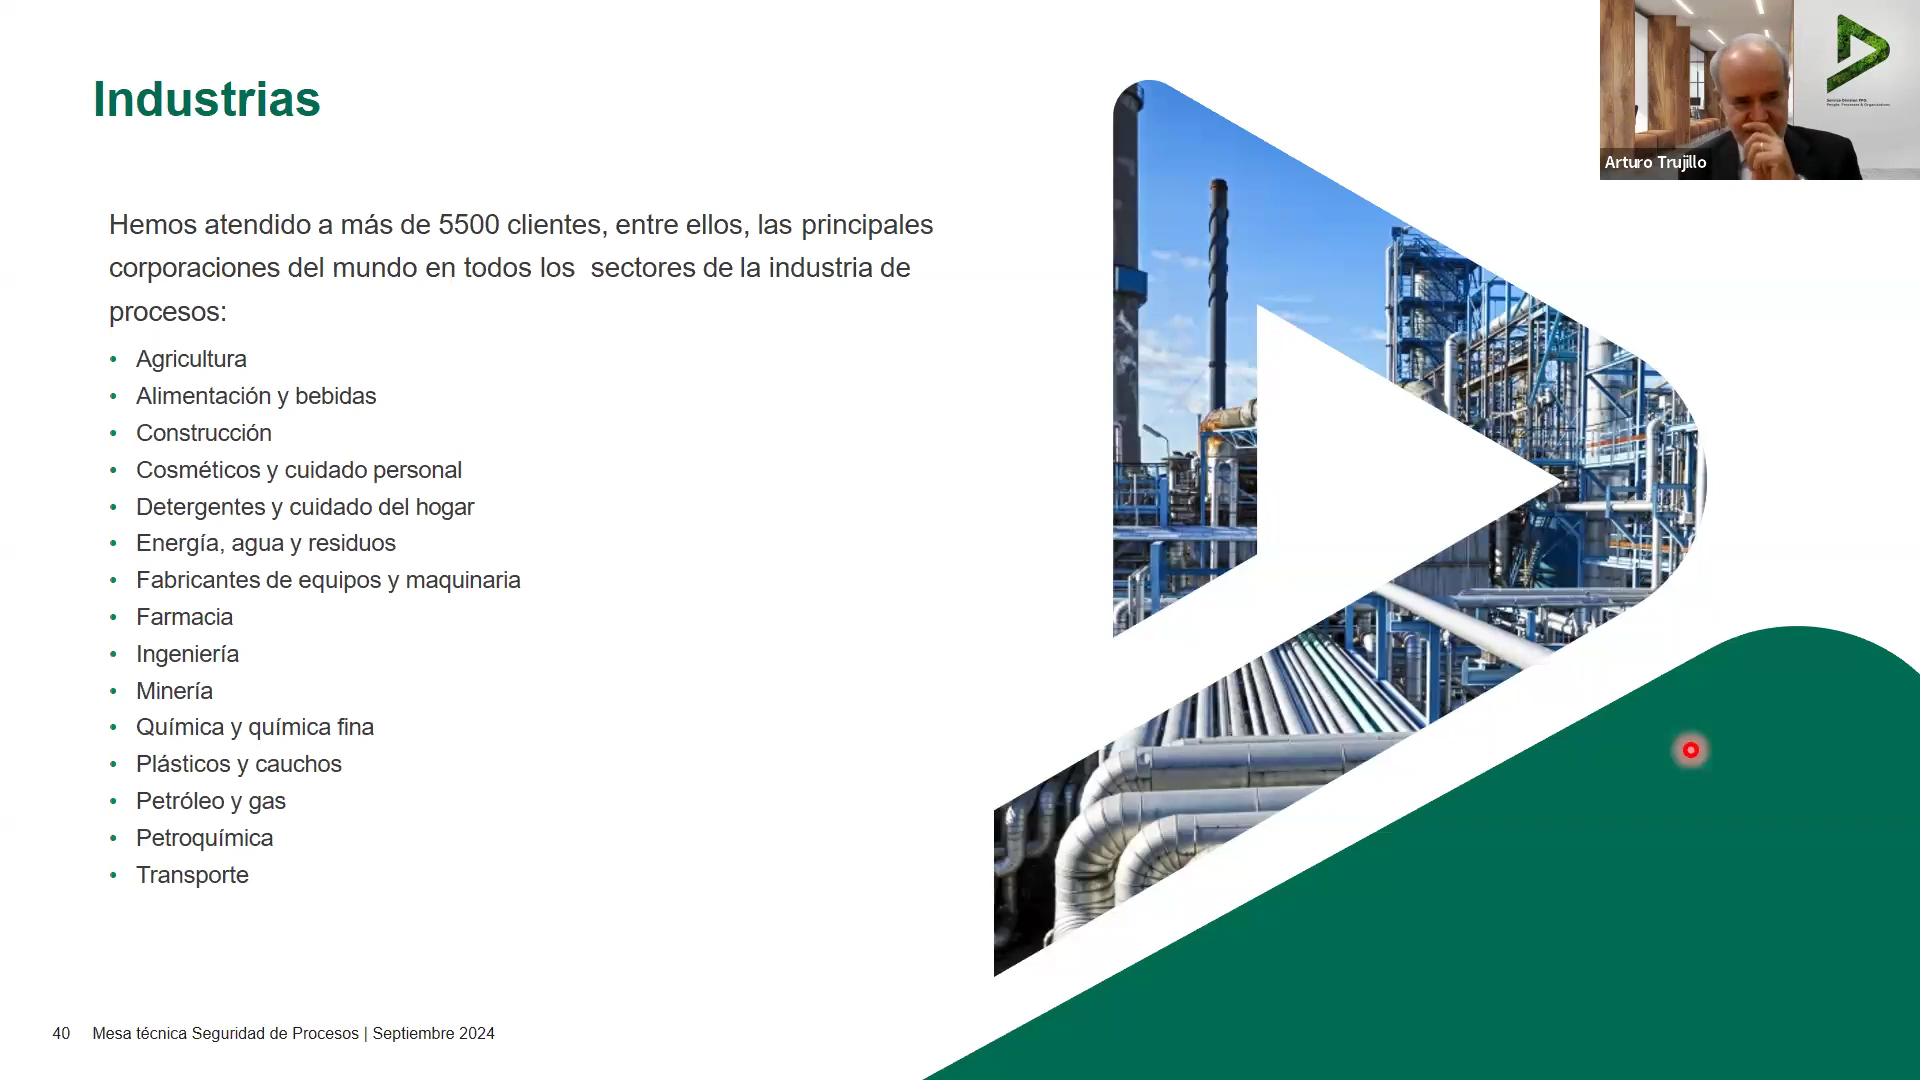 Industrias
Hemos atendido a más de 5500 clientes, entre ellos, las principales
corporaciones del mundo en todos los sectores de la industria de
procesos:
• Agricultura
• Alimentación y bebidas
• Construcción
• Cosméticos y cuidado personal
• Detergentes y cuidado del hogar
• Energía, agua y residuos
• Fabricantes de equipos y maquinaria
• Farmacia
• Ingeniería
• Minería
• Química y química fina
• Plásticos y cauchos
• Petróleo y gas
• Petroquímica
• Transporte
40 Mesa técnica Seguridad de Procesos | Septiembre 2024
Arturo Trujillo